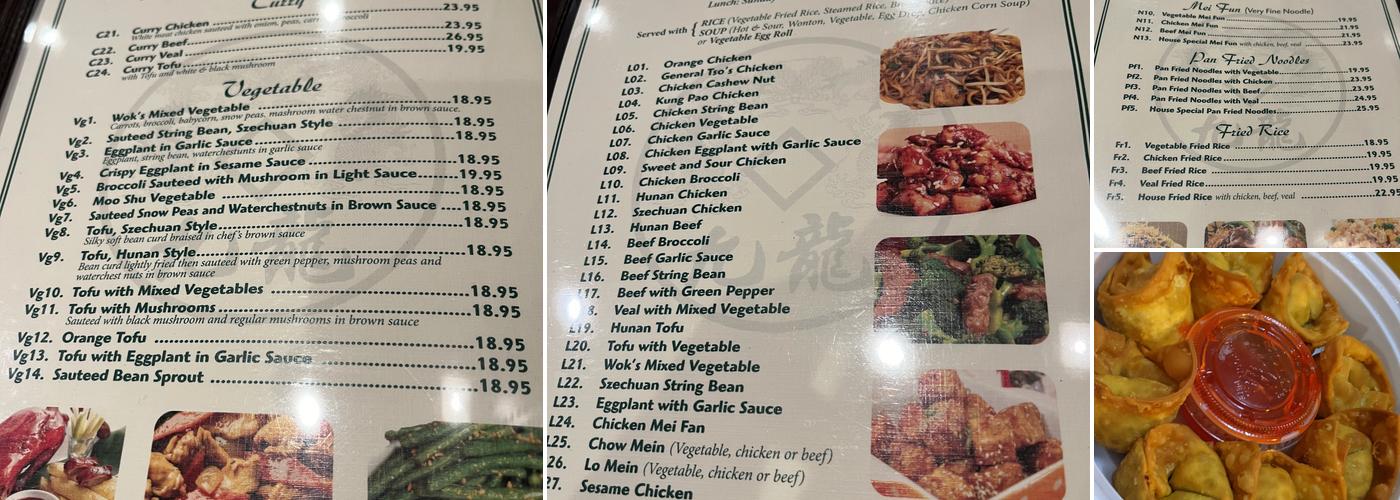 Curry
C21. Curry Chicken ........ 23.95
White meat chicken sauteed with onion, peas, carrot, broccoli
C22. Curry Beef ........ 23.95
C23. Curry Veal ........ 26.95
C24. Curry Tofu ........ 19.95
with Tofu and white & black mushroom
Vegetable
Vg1. Wok's Mixed Vegetable ........ 18.95
Carrots, broccoli, babycorn, snow peas, mashroom water chestnut in brown sauce.
Vg2. Sauteed String Bean, Szechuan Style ........ 18.95
Vg3. Eggplant in Garlic Sauce ........ 18.95
Eggplant, string bean, waterchestunts in garlic sauce
Vg4. Crispy Eggplant in Sesame Sauce ........ 18.95
Vg5. Broccoli Sauteed with Mushroom in Light Sauce ........ 19.95
Vg6. Moo Shu Vegetable ........ 18.95
Vg7. Sauteed Snow Peas and Waterchestnuts in Brown Sauce .... 18.95
Vg8. Tofu, Szechuan Style ........ 18.95
Silky soft bean curd braised in chef's brown sauce
Vg9. Tofu, Hunan Style ........ 18.95
Bean curd lightly fried then sauteed with green pepper, mushroom peas and
waterchest nuts in brown sauce
Vg10. Tofu with Mixed Vegetables ........ 18.95
Vg11. Tofu with Mushrooms ........ 18.95
Sauteed with black mushroom and regular mushrooms in brown sauce
Vg12. Orange Tofu ........ 18.95
Vg13. Tofu with Eggplant in Garlic Sauce ........ 18.95
Vg14. Sauteed Bean Sprout ........ 18.95
Served with { RICE (Vegetable Fried Rice, Steamed Rice,
SOUP (Hot & Sour, Wonton, Vegetable, Egg Drop, Chicken Corn Soup)
or Vegetable Egg Roll
L01. Orange Chicken
L02. General Tso's Chicken
L03. Chicken Cashew Nut
L04. Kung Pao Chicken
L05. Chicken String Bean
L06. Chicken Vegetable
L07. Chicken Garlic Sauce
L08. Chicken Eggplant with Garlic Sauce
L09. Sweet and Sour Chicken
L10. Chicken Broccoli
L11. Hunan Chicken
L12. Szechuan Chicken
L13. Hunan Beef
L14. Beef Broccoli
L15. Beef Garlic Sauce
L16. Beef String Bean
17. Beef with Green Pepper
8. Veal with Mixed Vegetable
L19. Hunan Tofu
L20. Tofu with Vegetable
L21. Wok's Mixed Vegetable
L22. Szechuan String Bean
L23. Eggplant with Garlic Sauce
L24. Chicken Mei Fan
L25. Chow Mein (Vegetable, chicken or beef)
26. Lo Mein (Vegetable, chicken or beef)
27. Sesame Chicken
Mei Fun (Very Fine Noodle)
N10. Vegetable Mei Fun ........ 19.95
N11. Chicken Mei Fun ........ 21.95
N12. Beef Mei Fun ........ 21.95
N13. House Special Mei Fun with chicken, beef, veal ........ 23.95
Pan Fried Noodles
Pf1. Pan Fried Noodles with Vegetable ........ 19.95
Pf2. Pan Fried Noodles with Chicken ........ 23.95
Pf3. Pan Fried Noodles with Beef ........ 23.95
Pf4. Pan Fried Noodles with Veal ........ 24.95
Pf5. House Special Pan Fried Noodles ........ 25.95
Fried Rice
Fr1. Vegetable Fried Rice ........ 18.95
Fr2. Chicken Fried Rice ........ 19.95
Fr3. Beef Fried Rice ........ 19.95
Fr4. Veal Fried Rice ........ 19.95
Fr5. House Fried Rice with chicken, beef, veal ........ 22.95